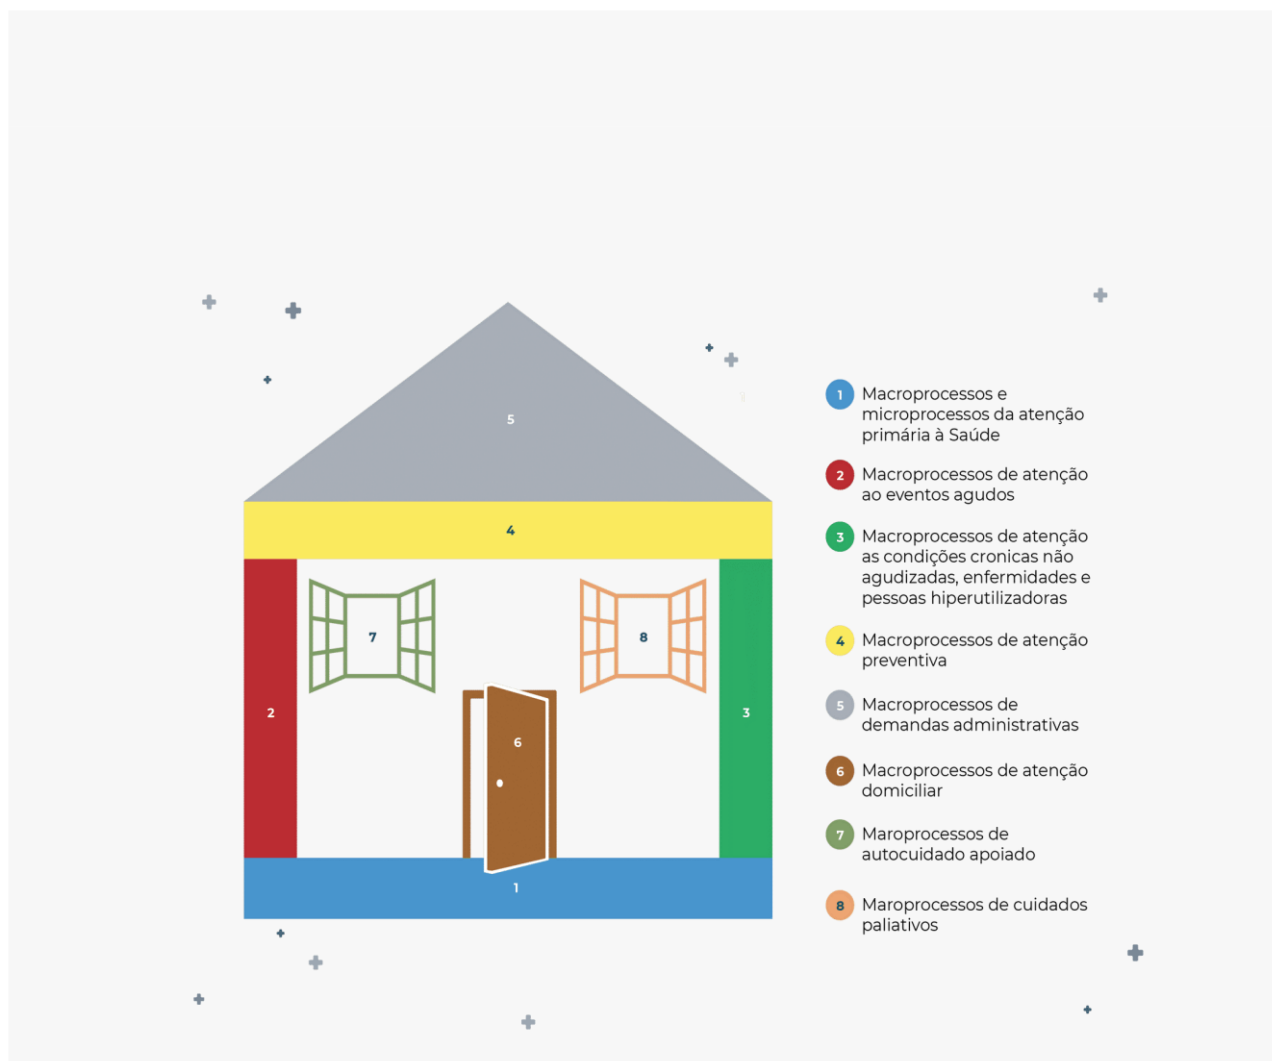 5
4
7
8
2
6
3
1
1 Macroprocessos e
microprocessos da atenção
primária à Saúde
2 Macroprocessos de atenção
ao eventos agudos
3 Macroprocessos de atenção
as condições cronicas não
agudizadas, enfermidades e
pessoas hiperutilizadoras
4 Macroprocessos de atenção
preventiva
5 Macroprocessos de
demandas administrativas
6 Macroprocessos de atenção
domiciliar
7 Maroprocessos de
autocuidado apoiado
8 Maroprocessos de cuidados
paliativos